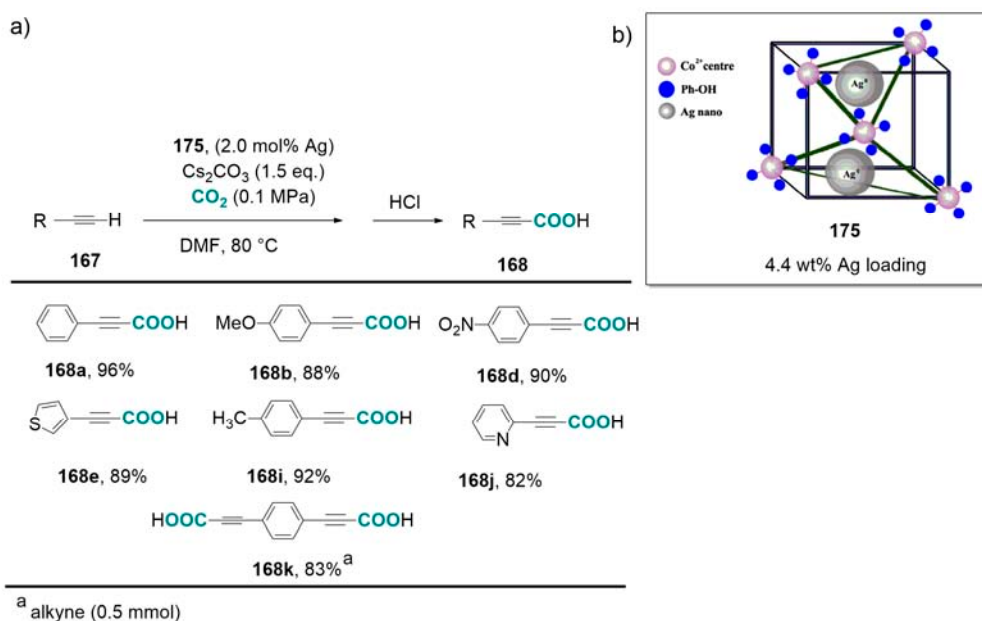 a)
175, (2.0 mol% Ag)
Cs₂CO₃ (1.5 eq.)
CO₂ (0.1 MPa)
HCl
R H
R COOH
DMF, 80 °C
167
168
COOH
168a, 96%
MeO COOH
168b, 88%
O₂N COOH
168d, 90%
S COOH
168e, 89%
H₃C COOH
168i, 92%
N COOH
168j, 82%
HOOC COOH
168k, 83%ᵃ
ᵃ alkyne (0.5 mmol)
b)
Co²⁺centre
Ph-OH
Ag nano
Ag⁰
Ag⁰
175
4.4 wt% Ag loading